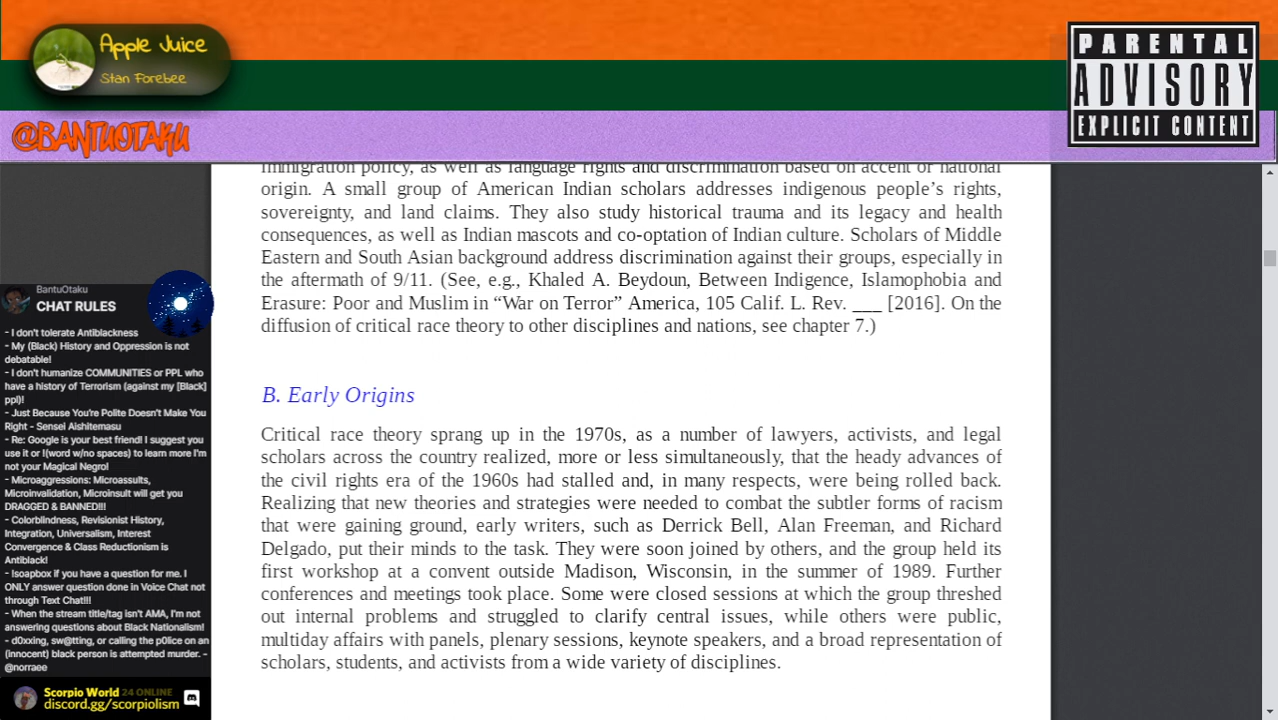 Apple Juice
Stan Forebee
PARENTAL
ADVISORY
EXPLICIT CONTENT
@BANTUOTAKU
immigration policy, as well as language rights and discrimination based on accent or national
origin. A small group of American Indian scholars addresses indigenous people’s rights,
sovereignty, and land claims. They also study historical trauma and its legacy and health
consequences, as well as Indian mascots and co-optation of Indian culture. Scholars of Middle
Eastern and South Asian background address discrimination against their groups, especially in
the aftermath of 9/11. (See, e.g., Khaled A. Beydoun, Between Indigence, Islamophobia and
Erasure: Poor and Muslim in “War on Terror” America, 105 Calif. L. Rev. ___ [2016]. On the
diffusion of critical race theory to other disciplines and nations, see chapter 7.)
B. Early Origins
Critical race theory sprang up in the 1970s, as a number of lawyers, activists, and legal
scholars across the country realized, more or less simultaneously, that the heady advances of
the civil rights era of the 1960s had stalled and, in many respects, were being rolled back.
Realizing that new theories and strategies were needed to combat the subtler forms of racism
that were gaining ground, early writers, such as Derrick Bell, Alan Freeman, and Richard
Delgado, put their minds to the task. They were soon joined by others, and the group held its
first workshop at a convent outside Madison, Wisconsin, in the summer of 1989. Further
conferences and meetings took place. Some were closed sessions at which the group threshed
out internal problems and struggled to clarify central issues, while others were public,
multiday affairs with panels, plenary sessions, keynote speakers, and a broad representation of
scholars, students, and activists from a wide variety of disciplines.
BantuOtaku
CHAT RULES
- I don't tolerate Antiblackness
- My (Black) History and Oppression is not
debatable!
- I don't humanize COMMUNITIES or PPL who
have a history of Terrorism (against my [Black]
ppl)!
- Just Because You're Polite Doesn't Make You
Right - Sensei Aishitemasu
- Re: Google is your best friend! I suggest you
use it or !(word w/no spaces) to learn more I'm
not your Magical Negro!
- Microaggressions: Microassults,
Microinvalidation, Microinsult will get you
DRAGGED & BANNED!!!
- Colorblindness, Revisionist History,
Integration, Universalism, Interest
Convergence & Class Reductionism is
Antiblack!
- !soapbox if you have a question for me. I
ONLY answer question done in Voice Chat not
through Text Chat!!!
- When the stream title/tag isn't AMA, I'm not
answering questions about Black Nationalism!
- d0xxing, sw@tting, or calling the p0lice on an
(innocent) black person is attempted murder. -
@norraee
Scorpio World 24 ONLINE
discord.gg/scorpiolism